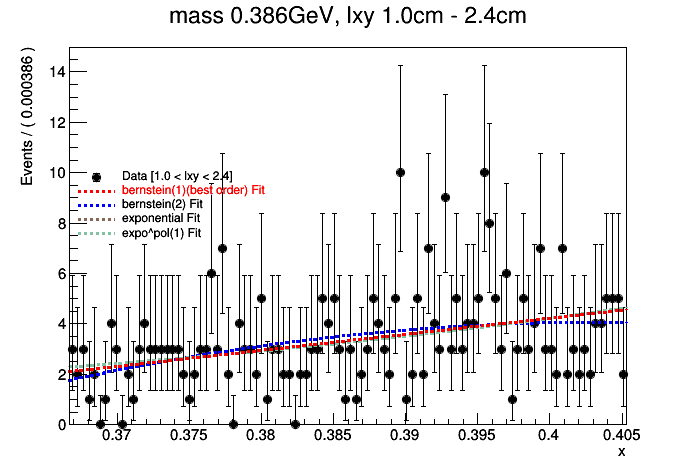 mass 0.386GeV, lxy 1.0cm - 2.4cm
Events / ( 0.000386 )
14
12
10
8
6
4
2
0
Data [1.0 < lxy < 2.4]
bernstein(1)(best order) Fit
bernstein(2) Fit
exponential Fit
expo^pol(1) Fit
0.37 0.375 0.38 0.385 0.39 0.395 0.4 0.405
x